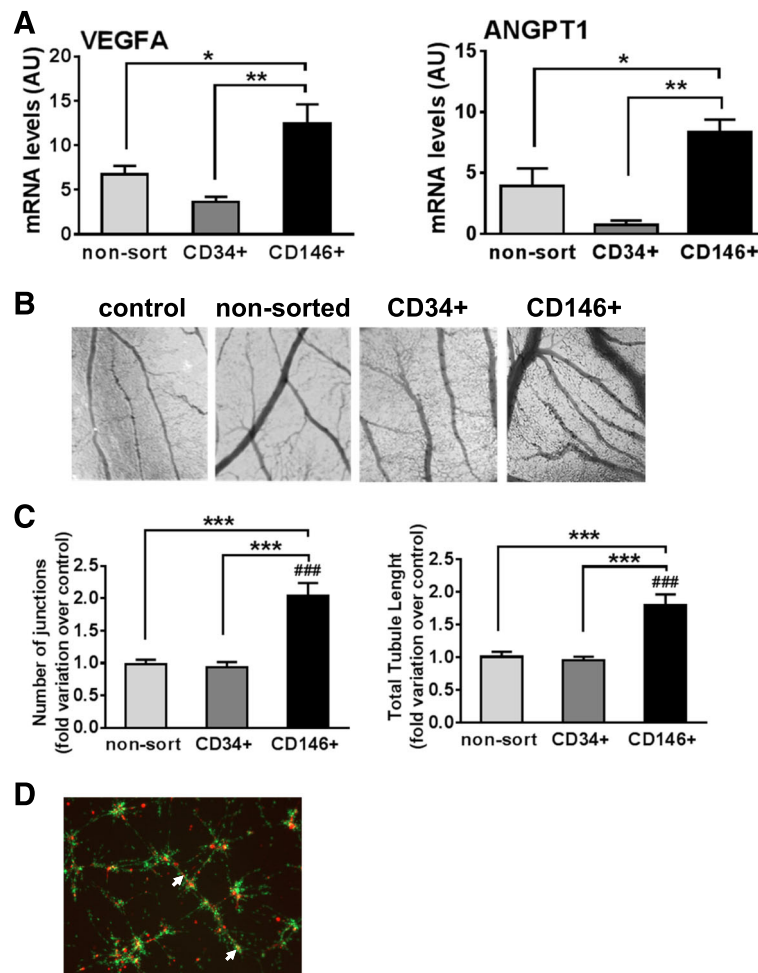 A
VEGFA
mRNA levels (AU)
20
15
10
5
0
*
**
non-sort CD34+ CD146+
ANGPT1
mRNA levels (AU)
15
10
5
0
*
**
non-sort CD34+ CD146+
B
control non-sorted CD34+ CD146+
C
Number of junctions
(fold variation over control)
2.5
2.0
1.5
1.0
0.5
0.0
***
***
###
non-sort CD34+ CD146+
Total Tubule Lenght
(fold variation over control)
2.5
2.0
1.5
1.0
0.5
0.0
***
***
###
non-sort CD34+ CD146+
D